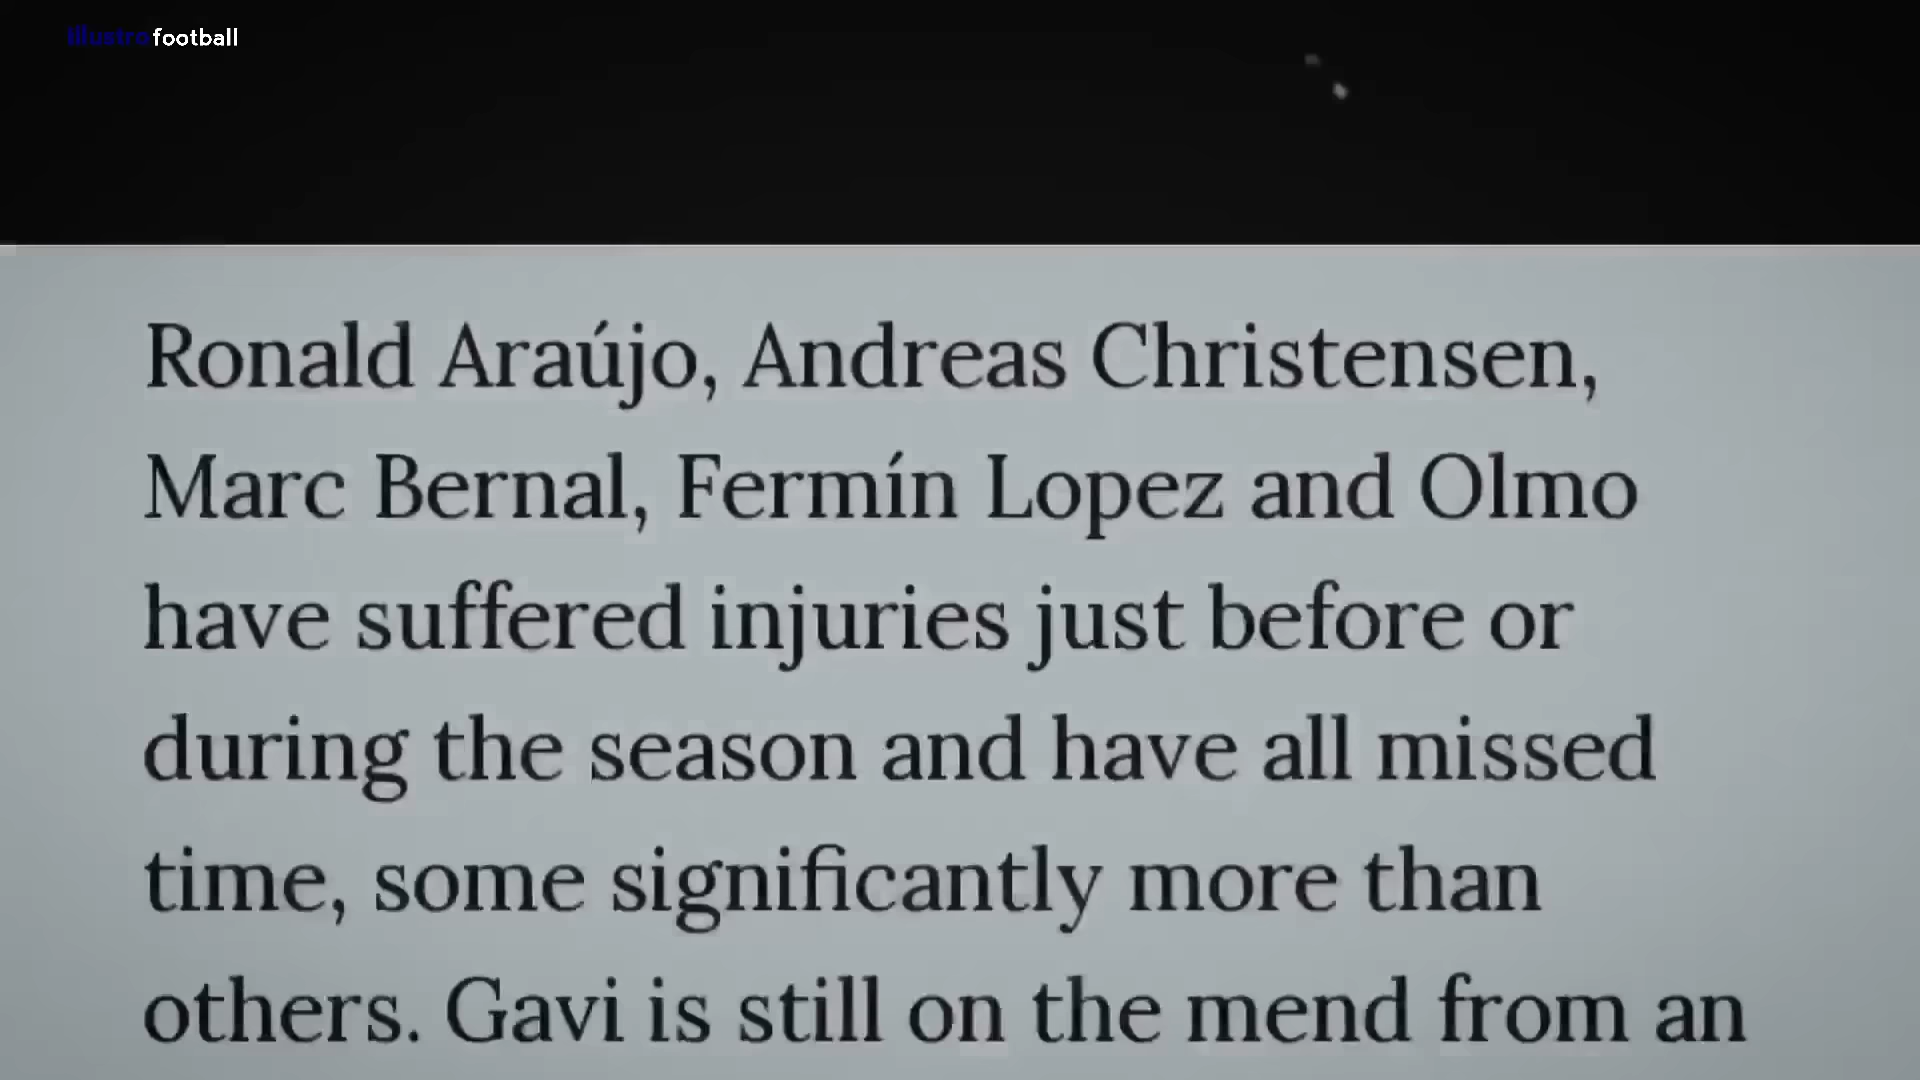 Illustrofootball
Ronald Araújo, Andreas Christensen,
Marc Bernal, Fermín Lopez and Olmo
have suffered injuries just before or
during the season and have all missed
time, some significantly more than
others. Gavi is still on the mend from an